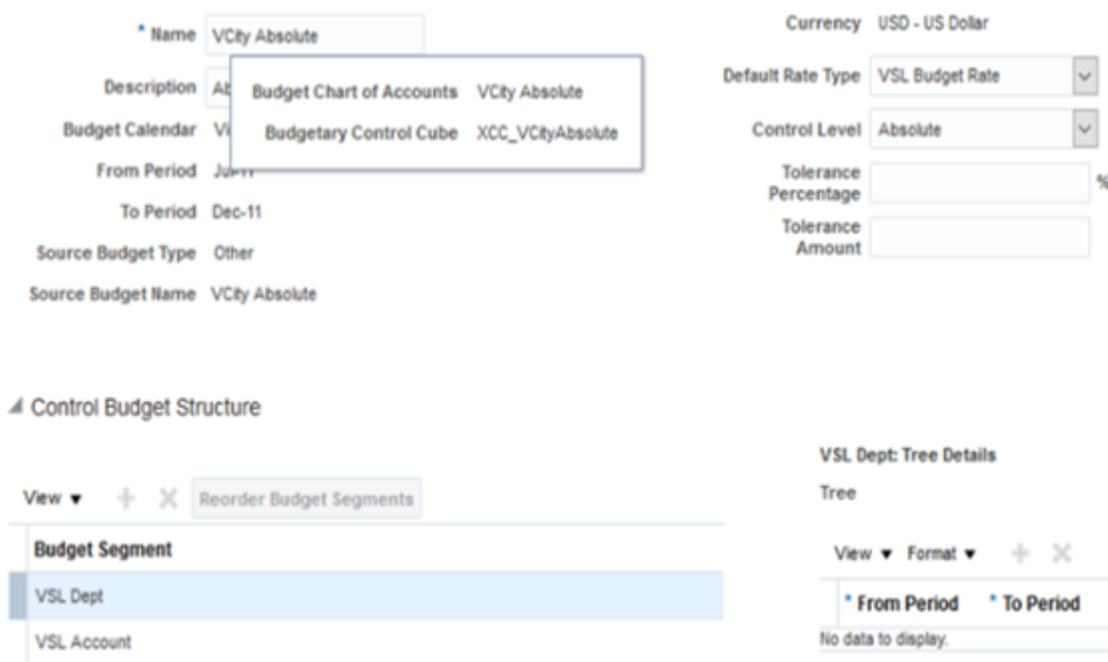 * Name VCity Absolute
Currency USD - US Dollar
Description
Budget Chart of Accounts VCity Absolute
Default Rate Type VSL Budget Rate
Budget Calendar
Budgetary Control Cube XCC_VCityAbsolute
Control Level Absolute
From Period Jul-11
Tolerance Percentage %
To Period Dec-11
Tolerance Amount
Source Budget Type Other
Source Budget Name VCity Absolute
Control Budget Structure
VSL Dept: Tree Details
Tree
View Reorder Budget Segments
View Format
Budget Segment
* From Period * To Period
VSL Dept
No data to display.
VSL Account